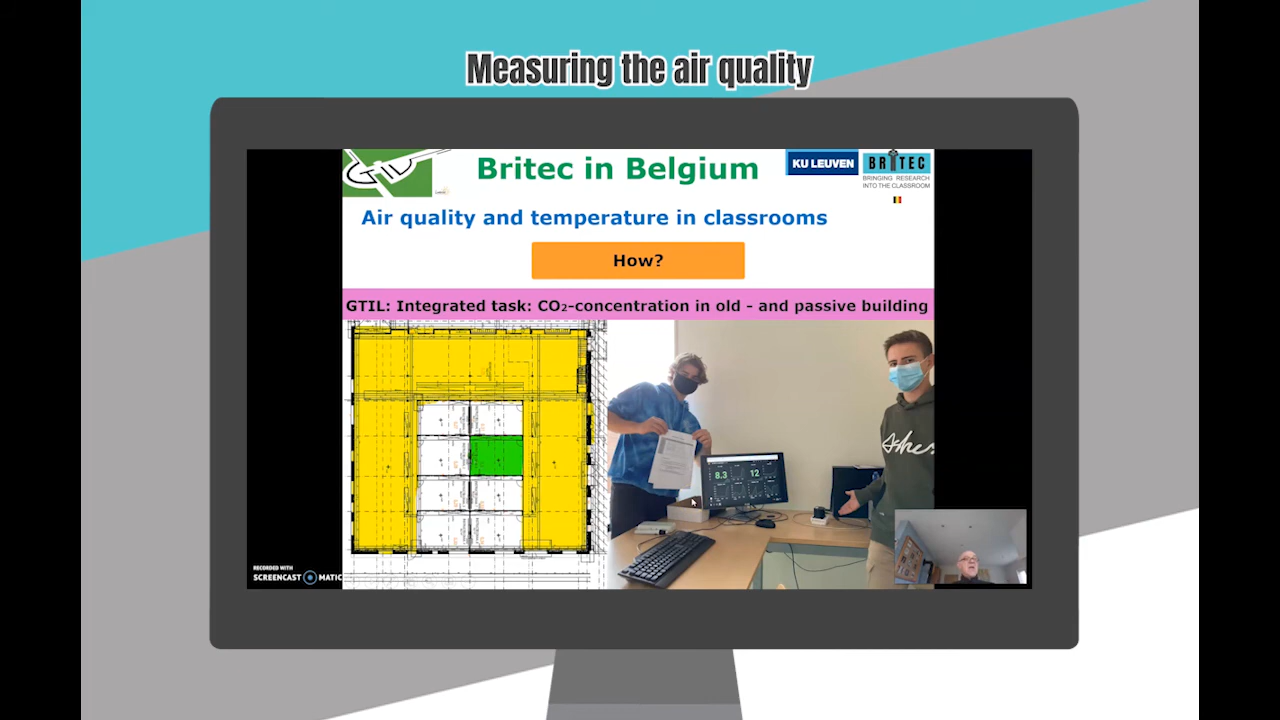 Measuring the air quality
GTIL
Britec in Belgium
KU LEUVEN
BRITEC
BRINGING RESEARCH
INTO THE CLASSROOM
Air quality and temperature in classrooms
How?
GTIL: Integrated task: CO₂-concentration in old - and passive building
8.3
12
Ashes
RECORDED WITH
SCREENCAST MATIC